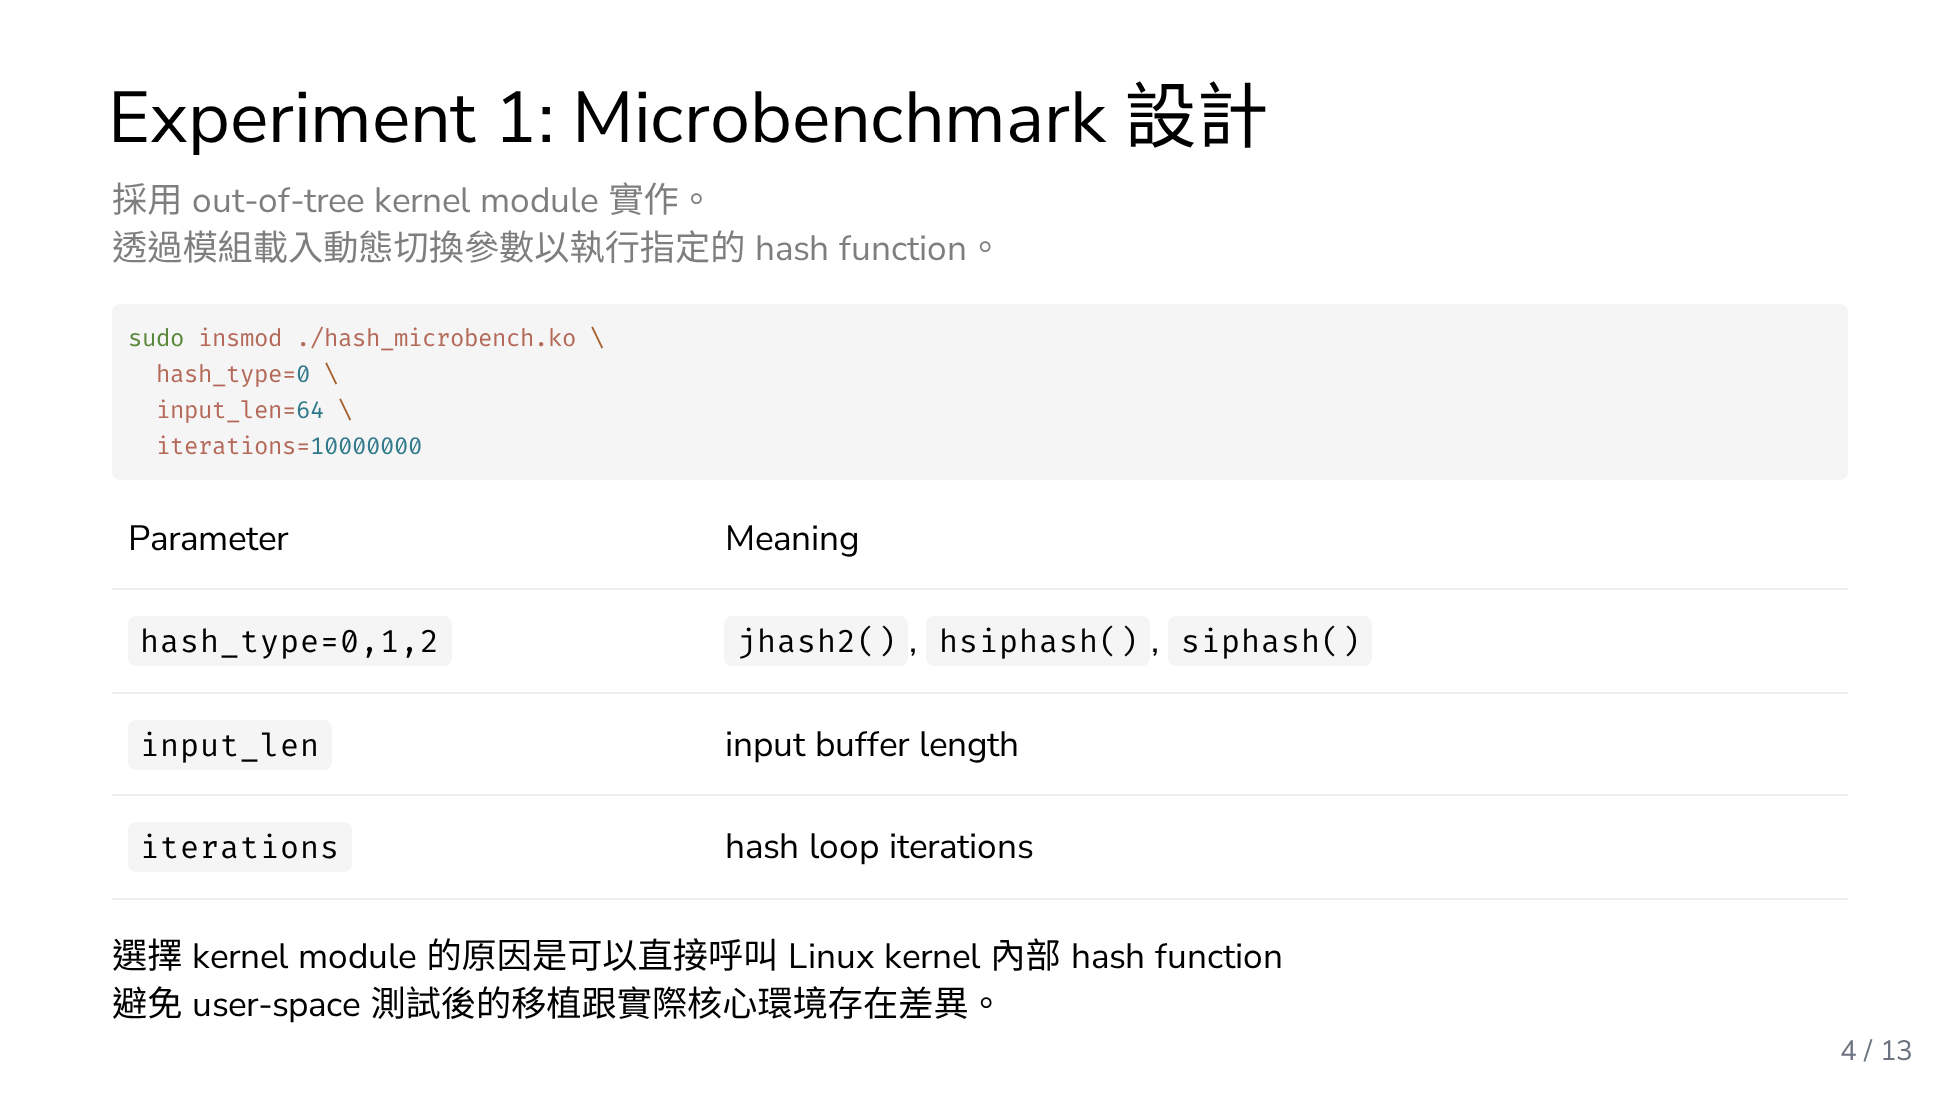 Experiment 1: Microbenchmark 設計
採用 out-of-tree kernel module 實作。
透過模組載入動態切換參數以執行指定的 hash function。
sudo insmod ./hash_microbench.ko \
hash_type=0 \
input_len=64 \
iterations=10000000
Parameter Meaning
hash_type=0,1,2 jhash2(), hsiphash(), siphash()
input_len input buffer length
iterations hash loop iterations
選擇 kernel module 的原因是可以直接呼叫 Linux kernel 內部 hash function
避免 user-space 測試後的移植跟實際核心環境存在差異。
4 / 13